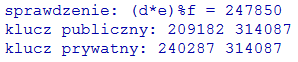 sprawdzenie: (d*e)%f = 247850
klucz publiczny: 209182 314087
klucz prywatny: 240287 314087